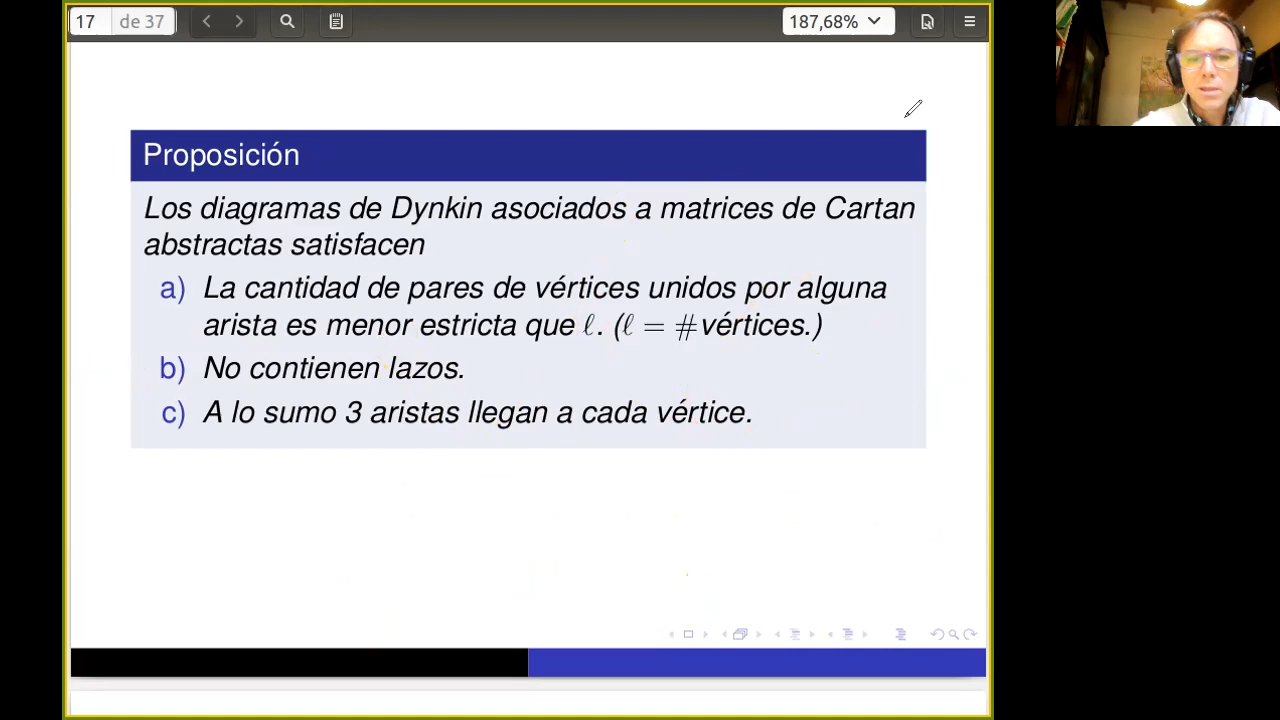 17 de 37
187,68%
Proposición
Los diagramas de Dynkin asociados a matrices de Cartan
abstractas satisfacen
a) La cantidad de pares de vértices unidos por alguna
arista es menor estricta que ℓ. (ℓ = #vértices.)
b) No contienen lazos.
c) A lo sumo 3 aristas llegan a cada vértice.